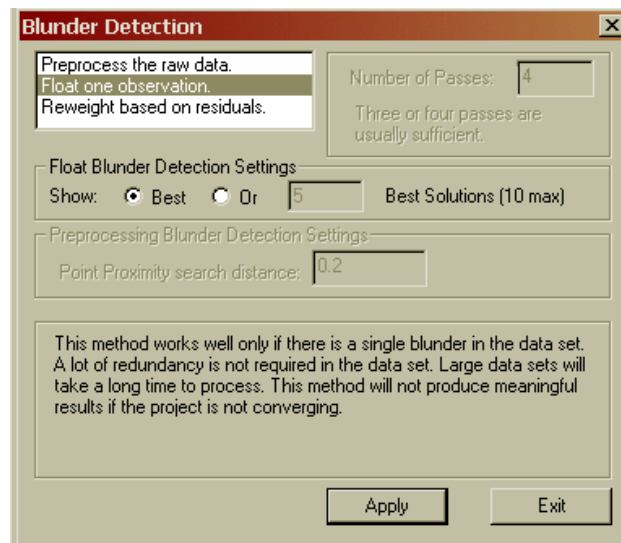 Blunder Detection
Preprocess the raw data.
Float one observation.
Reweight based on residuals.
Number of Passes: 4
Three or four passes are
usually sufficient.
Float Blunder Detection Settings
Show: Best Or 5 Best Solutions (10 max)
Preprocessing Blunder Detection Settings
Point Proximity search distance: 0.2
This method works well only if there is a single blunder in the data set.
A lot of redundancy is not required in the data set. Large data sets will
take a long time to process. This method will not produce meaningful
results if the project is not converging.
Apply Exit